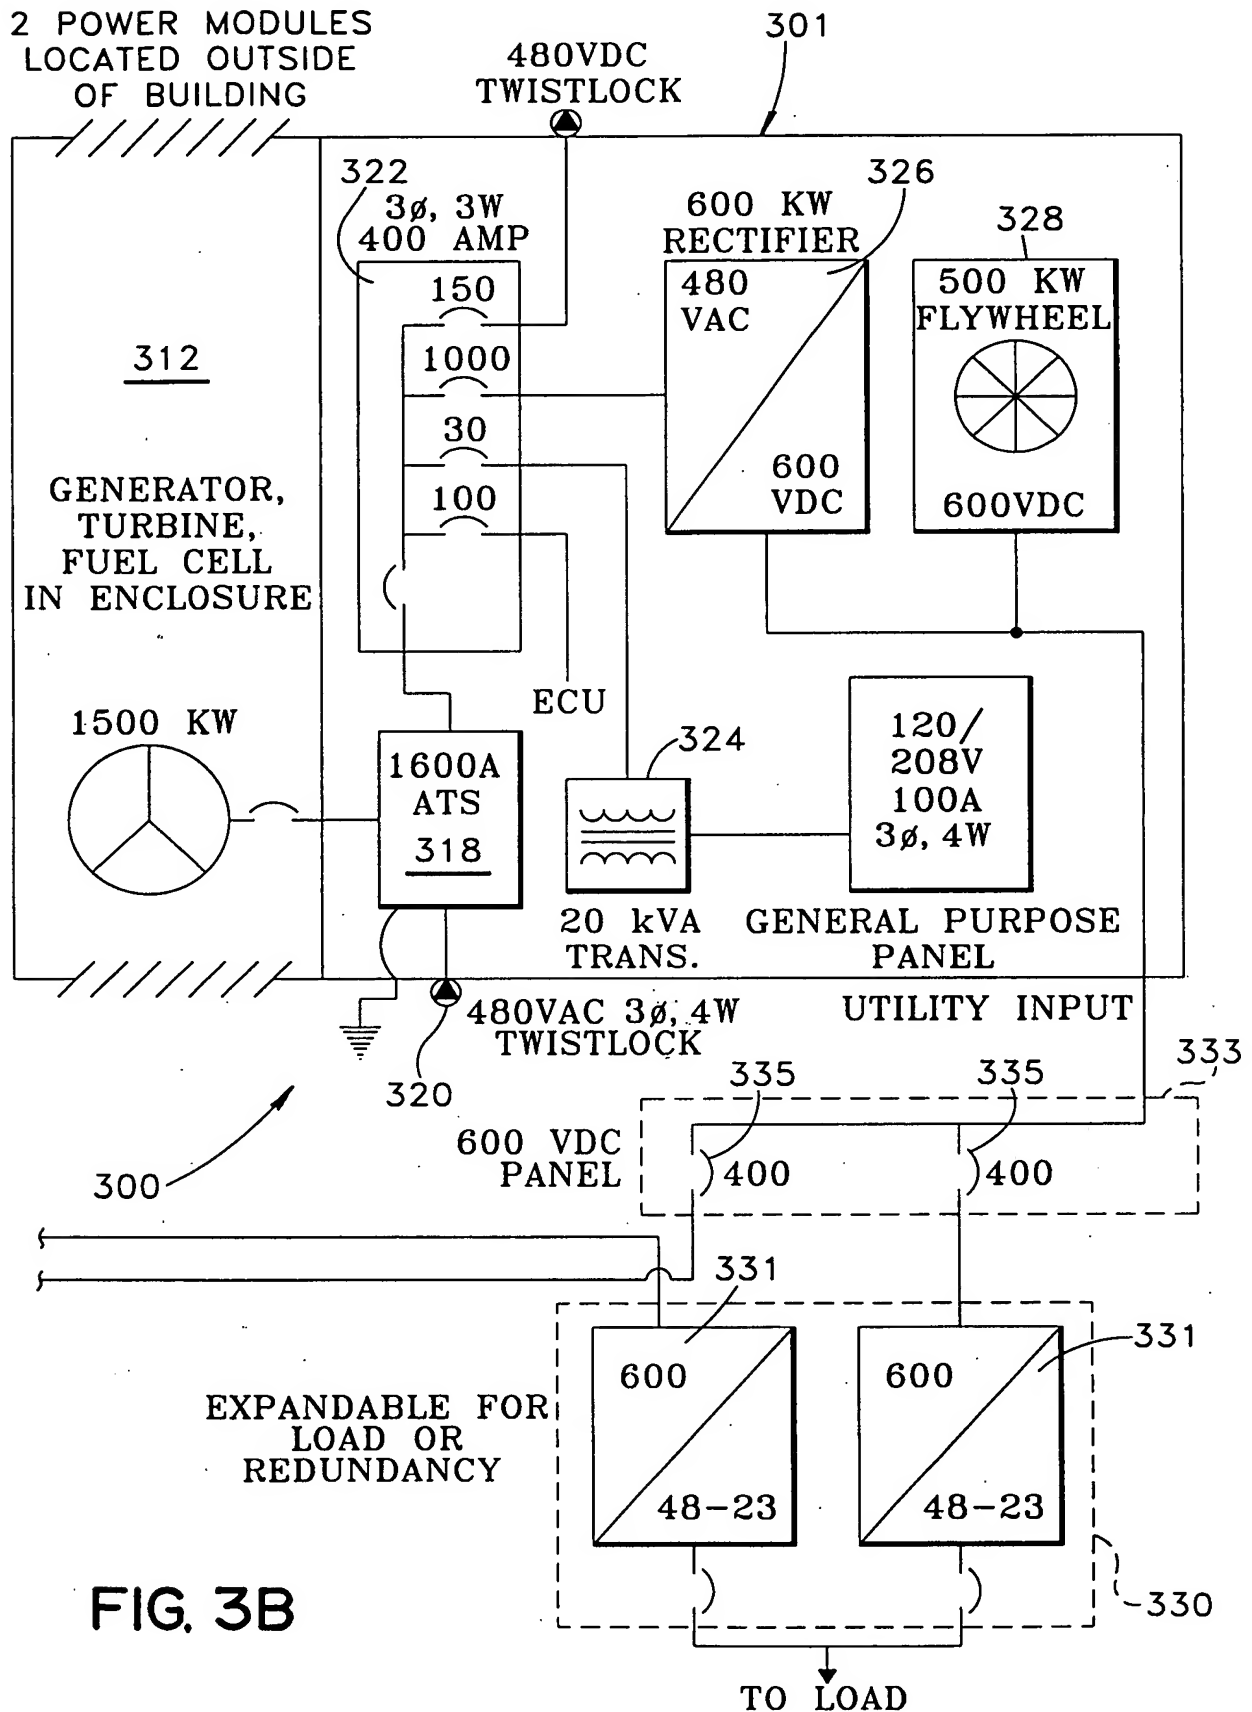 2 POWER MODULES
LOCATED OUTSIDE
OF BUILDING
480VDC
TWISTLOCK
301
322
3ø, 3W
400 AMP
150
1000
30
100
600 KW
RECTIFIER
326
480
VAC
600
VDC
328
500 KW
FLYWHEEL
600VDC
312
GENERATOR,
TURBINE,
FUEL CELL
IN ENCLOSURE
1500 KW
ECU
1600A
ATS
318
324
20 kVA
TRANS.
120/
208V
100A
3ø, 4W
GENERAL PURPOSE
PANEL
480VAC 3ø, 4W
TWISTLOCK
320
UTILITY INPUT
333
335
335
600 VDC
PANEL
400
400
300
331
331
600
48-23
600
48-23
EXPANDABLE FOR
LOAD OR
REDUNDANCY
330
TO LOAD
FIG. 3B